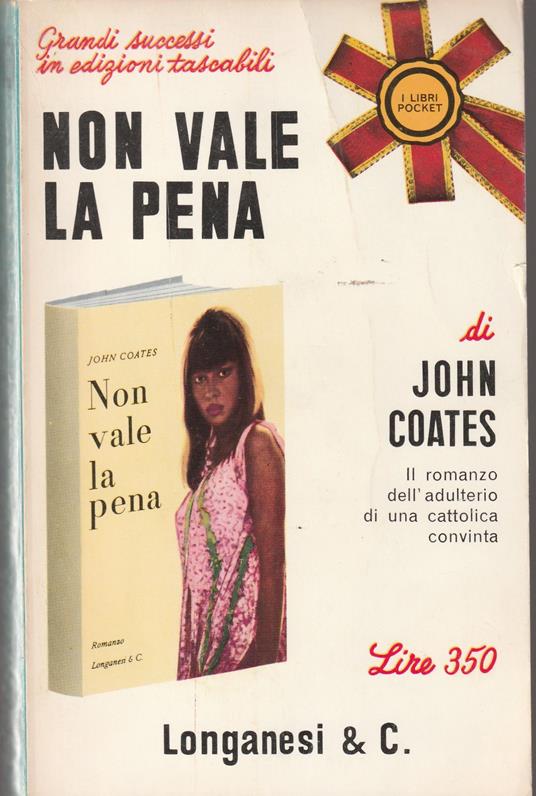 Grandi successi
in edizioni tascabili
I LIBRI
POCKET
NON VALE
LA PENA
JOHN COATES
Non
vale
la
pena
Romanzo
Longanesi & C.
di
JOHN
COATES
Il romanzo
dell'adulterio
di una cattolica
convinta
Lire 350
Longanesi & C.